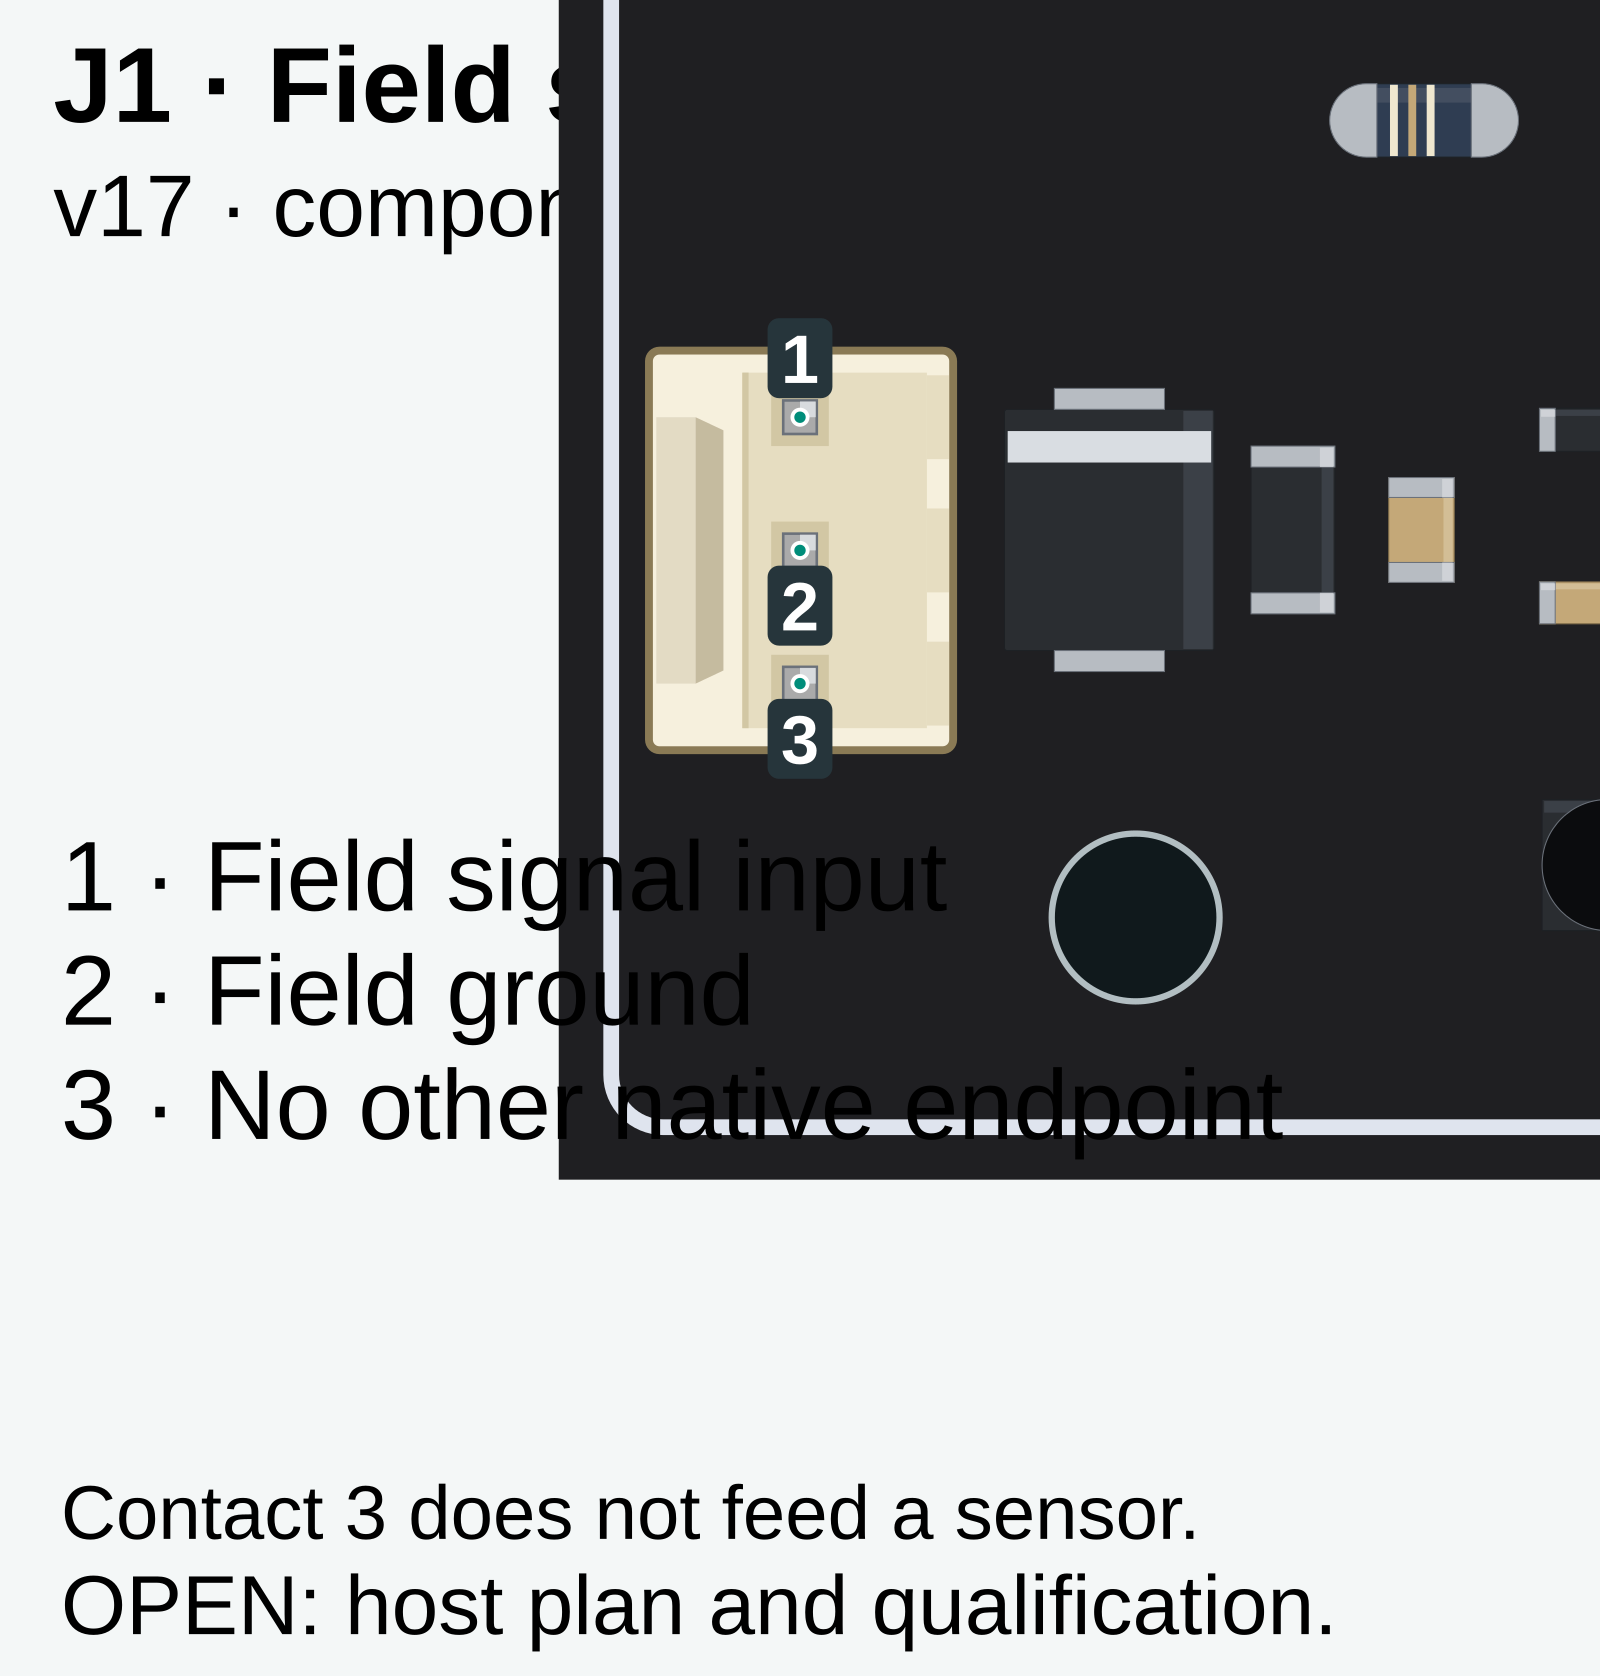 J1 · Field
v17 ·
1
2
3
1 · Field signal input
2 · Field ground
3 · No other native endpoint
Contact 3 does not feed a sensor.
OPEN: host plan and qualification.